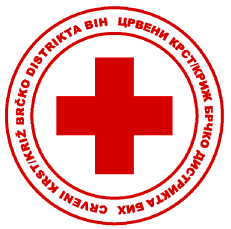 CRVENI KRST/KRIŽ BRČKO DISTRIKTA BIH
ЦРВЕНИ КРСТ/КРИЖ БРЧКО ДИСТРИКТА БИХ